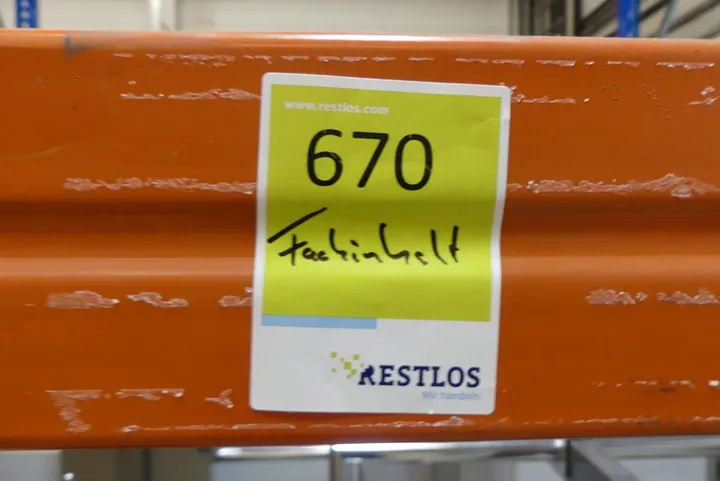 www.restlos.com
670
Fachinhalt
RESTLOS
Wir handeln.